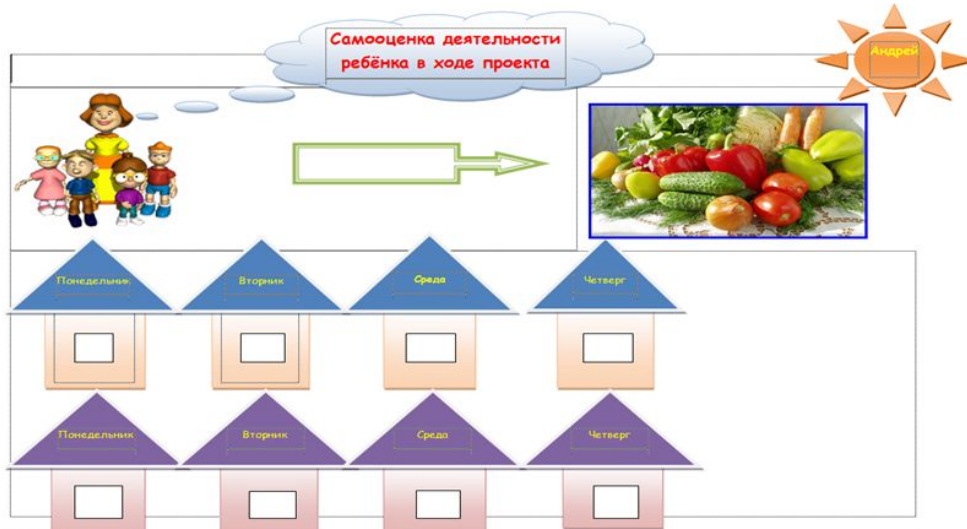 Самооценка деятельности
ребёнка в ходе проекта
Андрей
Понедельник
Вторник
Среда
Четверг
Понедельник
Вторник
Среда
Четверг